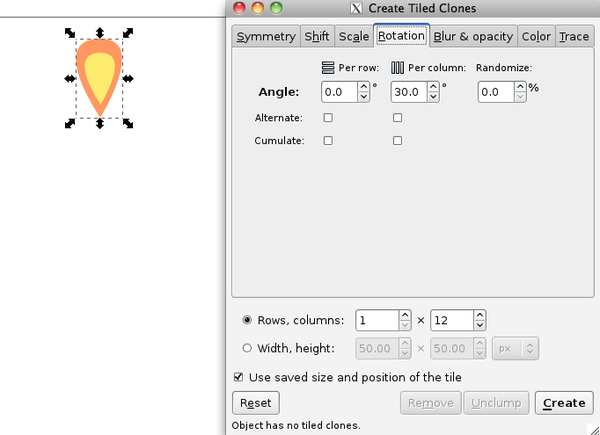 Create Tiled Clones
Symmetry Shift Scale Rotation Blur & opacity Color Trace
Per row: Per column: Randomize:
Angle: 0.0 ° 30.0 ° 0.0 %
Alternate:
Cumulate:
Rows, columns: 1 × 12
Width, height: 50.00 × 50.00 px
Use saved size and position of the tile
Reset Remove Unclump Create
Object has no tiled clones.